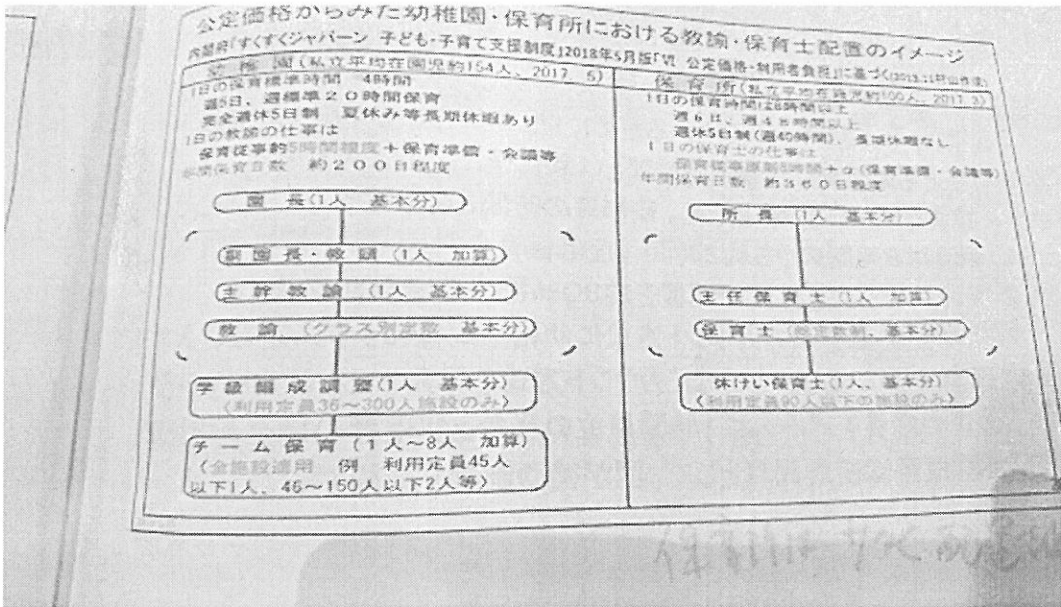 公定価格からみた幼稚園・保育所における教諭・保育士配置のイメージ
内閣府「すくすくジャパーン 子ども・子育て支援制度」2018年5月版「Ⅵ 公定価格・利用者負担」に基づく
幼稚園(私立平均在園児約154人、2017.5)
1日の保育標準時間 4時間
週5日、週標準20時間保育
完全週休5日制 夏休み等長期休暇あり
1日の教諭の仕事は
保育従事約5時間程度+保育準備・会議等
年間保育日数 約200日程度
園長(1人 基本分)
副園長・教頭(1人 加算)
主幹教諭(1人 基本分)
教諭(クラス別定数 基本分)
学級編成調整(1人 基本分)
(利用定員36~300人施設のみ)
チーム保育(1人~8人 加算)
(全施設適用 例 利用定員45人
以下1人、46~150人以下2人等)
保育所(私立平均在籍児約100人、2017.3)
1日の保育時間は8時間以上
週6日、週48時間以上
週休5日制(週40時間)、長期休暇なし
1日の保育士の仕事は
保育従事原則8時間+α(保育準備・会議等)
年間保育日数 約360日程度
所長(1人 基本分)
主任保育士(1人 加算)
保育士(総定数制、基本分)
休けい保育士(1人、基本分)
(利用定員90人以下の施設のみ)